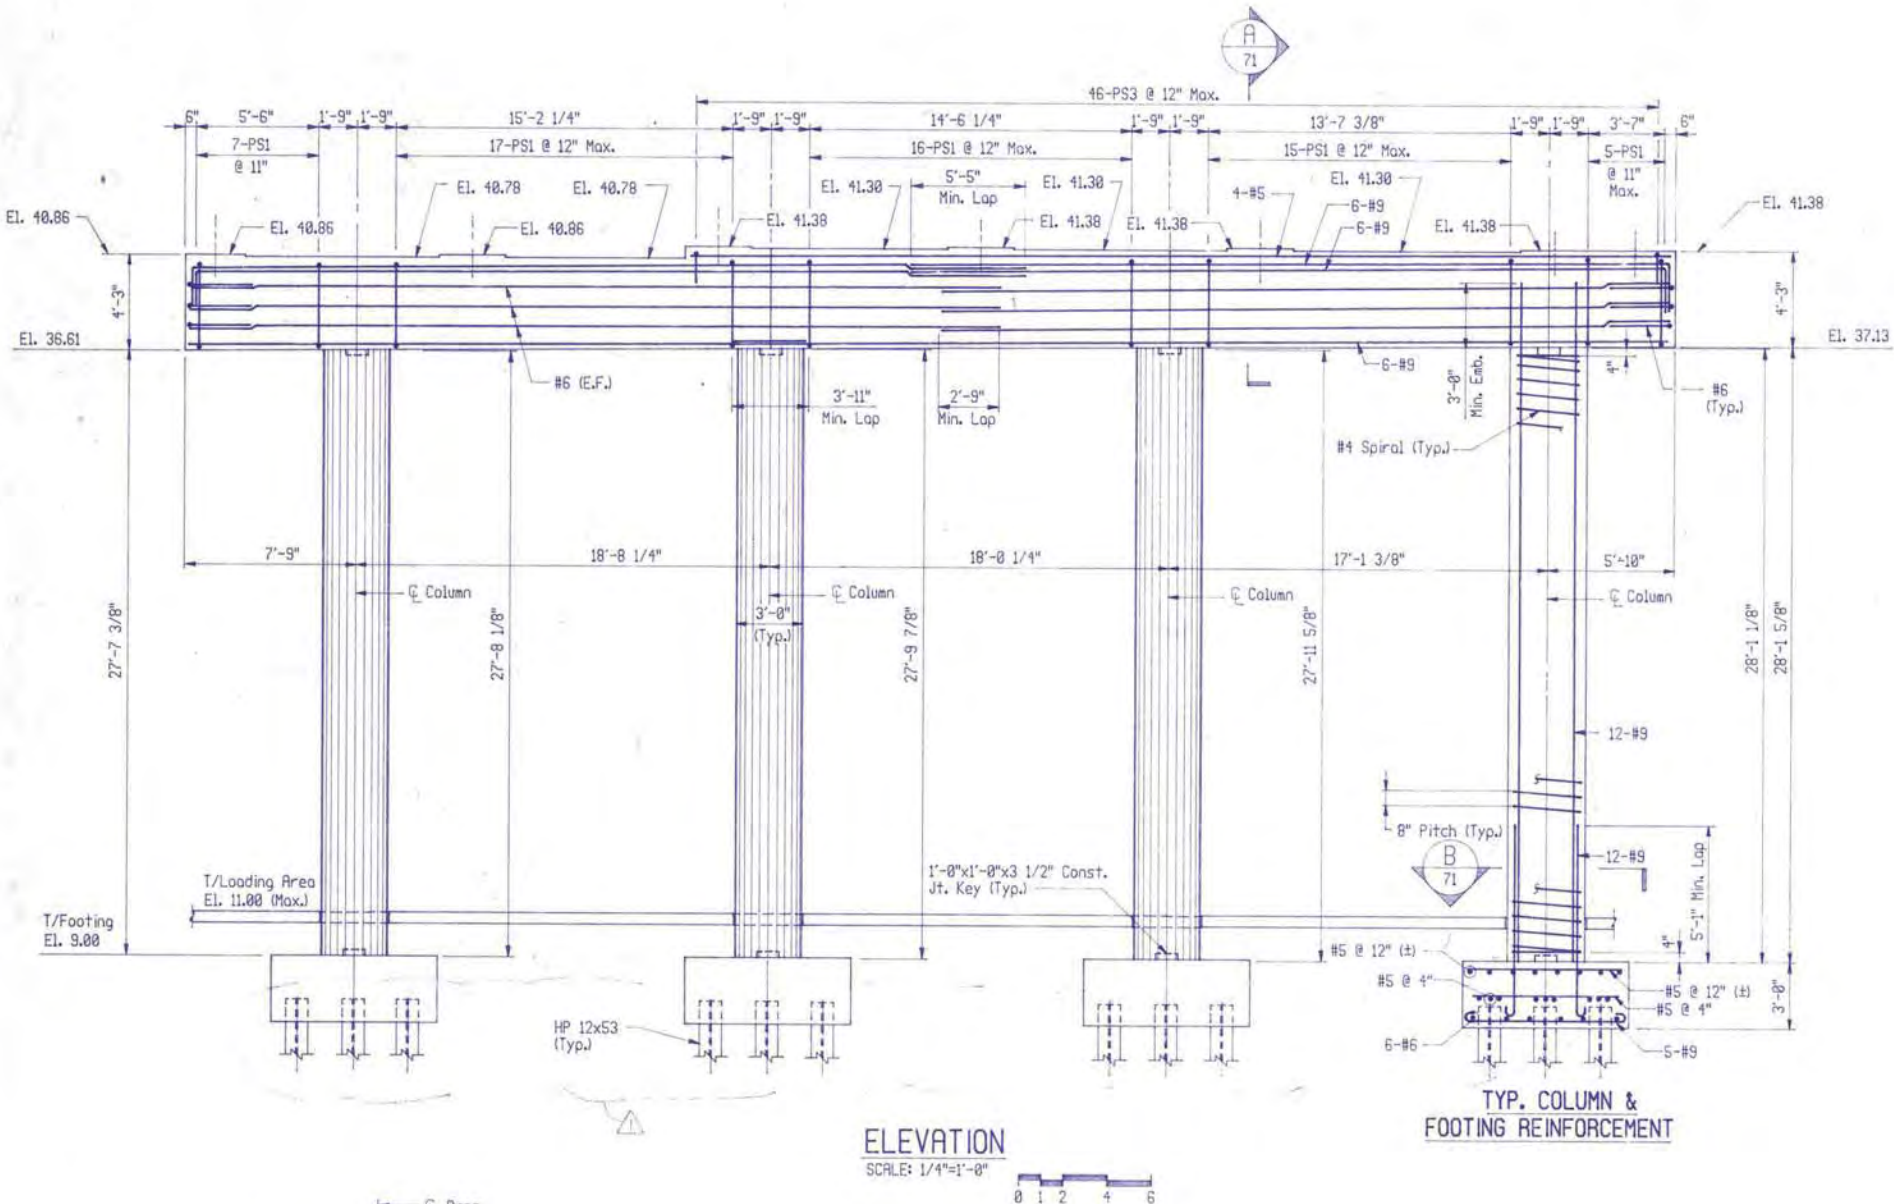 A
71
46-PS3 @ 12" Max.
6" 5'-6" 1'-9" 1'-9" 15'-2 1/4" 1'-9" 1'-9" 14'-6 1/4" 1'-9" 1'-9" 13'-7 3/8" 1'-9" 1'-9" 3'-7" 6"
7-PS1
@ 11"
17-PS1 @ 12" Max.
16-PS1 @ 12" Max.
15-PS1 @ 12" Max.
5-PS1
@ 11"
Max.
El. 40.86
El. 40.86
El. 40.78
El. 40.86
El. 40.78
El. 41.38
El. 41.30
5'-5"
Min. Lap
El. 41.38
El. 41.30
El. 41.38
4-#5
6-#9
6-#9
El. 41.30
El. 41.38
El. 41.38
4'-3"
4'-3"
El. 36.61
El. 37.13
#6 (E.F.)
3'-11"
Min. Lap
2'-9"
Min. Lap
6-#9
3'-0"
Min. Emb.
4"
#6
(Typ.)
#4 Spiral (Typ.)
7'-9" 18'-8 1/4" 18'-0 1/4" 17'-1 3/8" 5'-10"
℄ Column
℄ Column
℄ Column
℄ Column
3'-0"
(Typ.)
27'-7 3/8"
27'-8 1/8"
27'-9 7/8"
27'-11 5/8"
28'-1 1/8"
28'-1 5/8"
12-#9
8" Pitch (Typ.)
B
71
12-#9
5'-1" Min. Lap
4"
T/Loading Area
El. 11.00 (Max.)
1'-0"x1'-0"x3 1/2" Const.
Jt. Key (Typ.)
T/Footing
El. 9.00
#5 @ 12" (±)
#5 @ 4"
#5 @ 12" (±)
#5 @ 4"
3'-0"
HP 12x53
(Typ.)
6-#6
5-#9
1
TYP. COLUMN &
FOOTING REINFORCEMENT
ELEVATION
SCALE: 1/4"=1'-0"
0 1 2 4 6